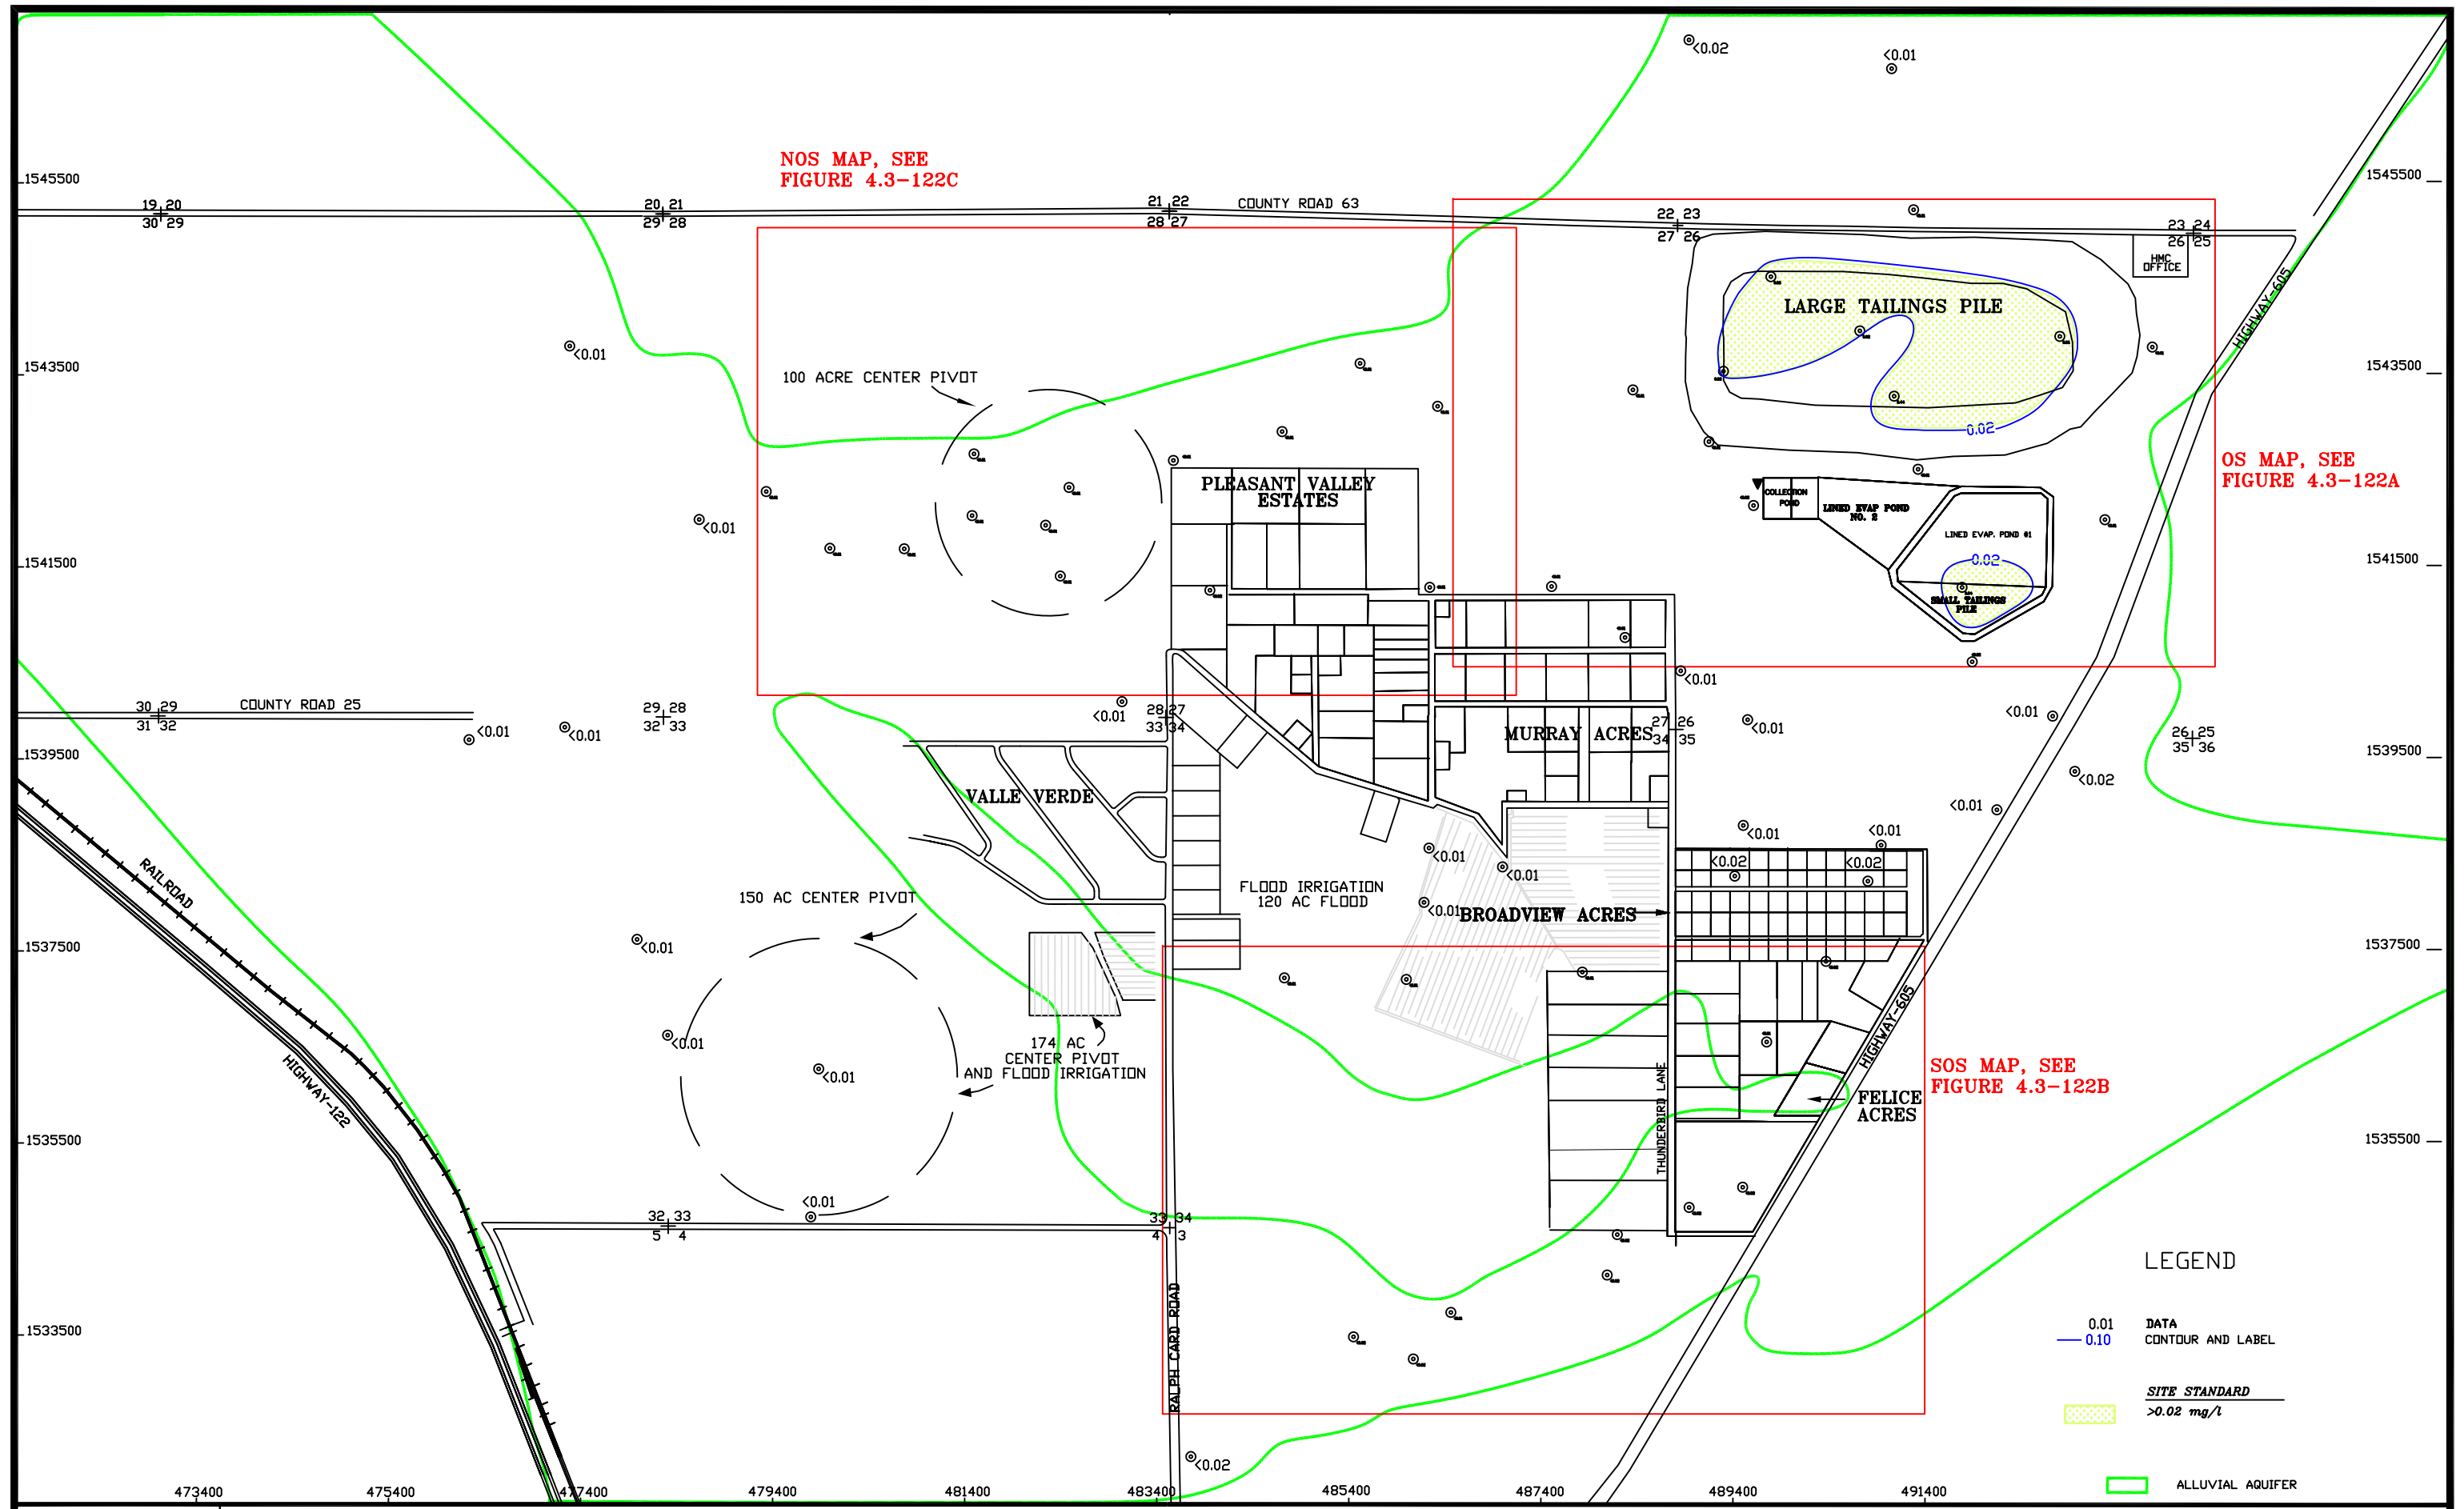 <0.02
<0.01
NOS MAP, SEE
FIGURE 4.3-122C
1545500
1545500
19 20
30 29
20 21
29 28
21 22
28 27
COUNTY ROAD 63
22 23
27 26
23 24
26 25
HMC
OFFICE
HIGHWAY-605
LARGE TAILINGS PILE
<0.01
1543500
1543500
100 ACRE CENTER PIVOT
0.02
OS MAP, SEE
FIGURE 4.3-122A
PLEASANT VALLEY
ESTATES
COLLECTION
POND
LINED EVAP POND
NO. 2
LINED EVAP. POND #1
<0.01
1541500
1541500
0.02
SMALL TAILINGS
PILE
<0.01
30 29
31 32
COUNTY ROAD 25
<0.01
<0.01
29 28
32 33
<0.01
28 27
33 34
MURRAY ACRES
27 26
34 35
<0.01
<0.01
26 25
35 36
1539500
1539500
<0.02
VALLE VERDE
<0.01
<0.01
<0.01
<0.01
<0.02
<0.02
<0.01
RAILROAD
150 AC CENTER PIVOT
FLOOD IRRIGATION
120 AC FLOOD
<0.01
BROADVIEW ACRES
1537500
<0.01
1537500
HIGHWAY-605
174 AC
CENTER PIVOT
AND FLOOD IRRIGATION
<0.01
<0.01
HIGHWAY-122
THUNDERBIRD LANE
SOS MAP, SEE
FIGURE 4.3-122B
FELICE
ACRES
1535500
1535500
<0.01
32 33
5 4
33 34
4 3
RALPH CARD ROAD
1533500
<0.02
LEGEND
0.01 DATA
0.10 CONTOUR AND LABEL
SITE STANDARD
>0.02 mg/l
ALLUVIAL AQUIFER
473400
475400
477400
479400
481400
483400
485400
487400
489400
491400